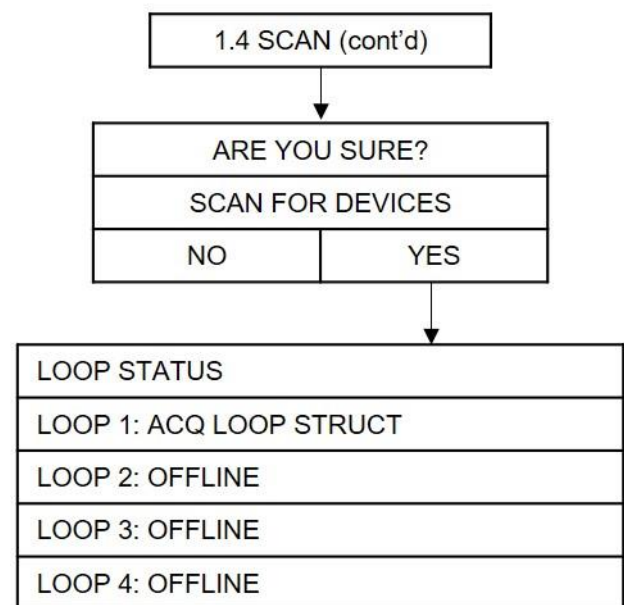 1.4 SCAN (cont’d)
ARE YOU SURE?
SCAN FOR DEVICES
NO YES
LOOP STATUS
LOOP 1: ACQ LOOP STRUCT
LOOP 2: OFFLINE
LOOP 3: OFFLINE
LOOP 4: OFFLINE